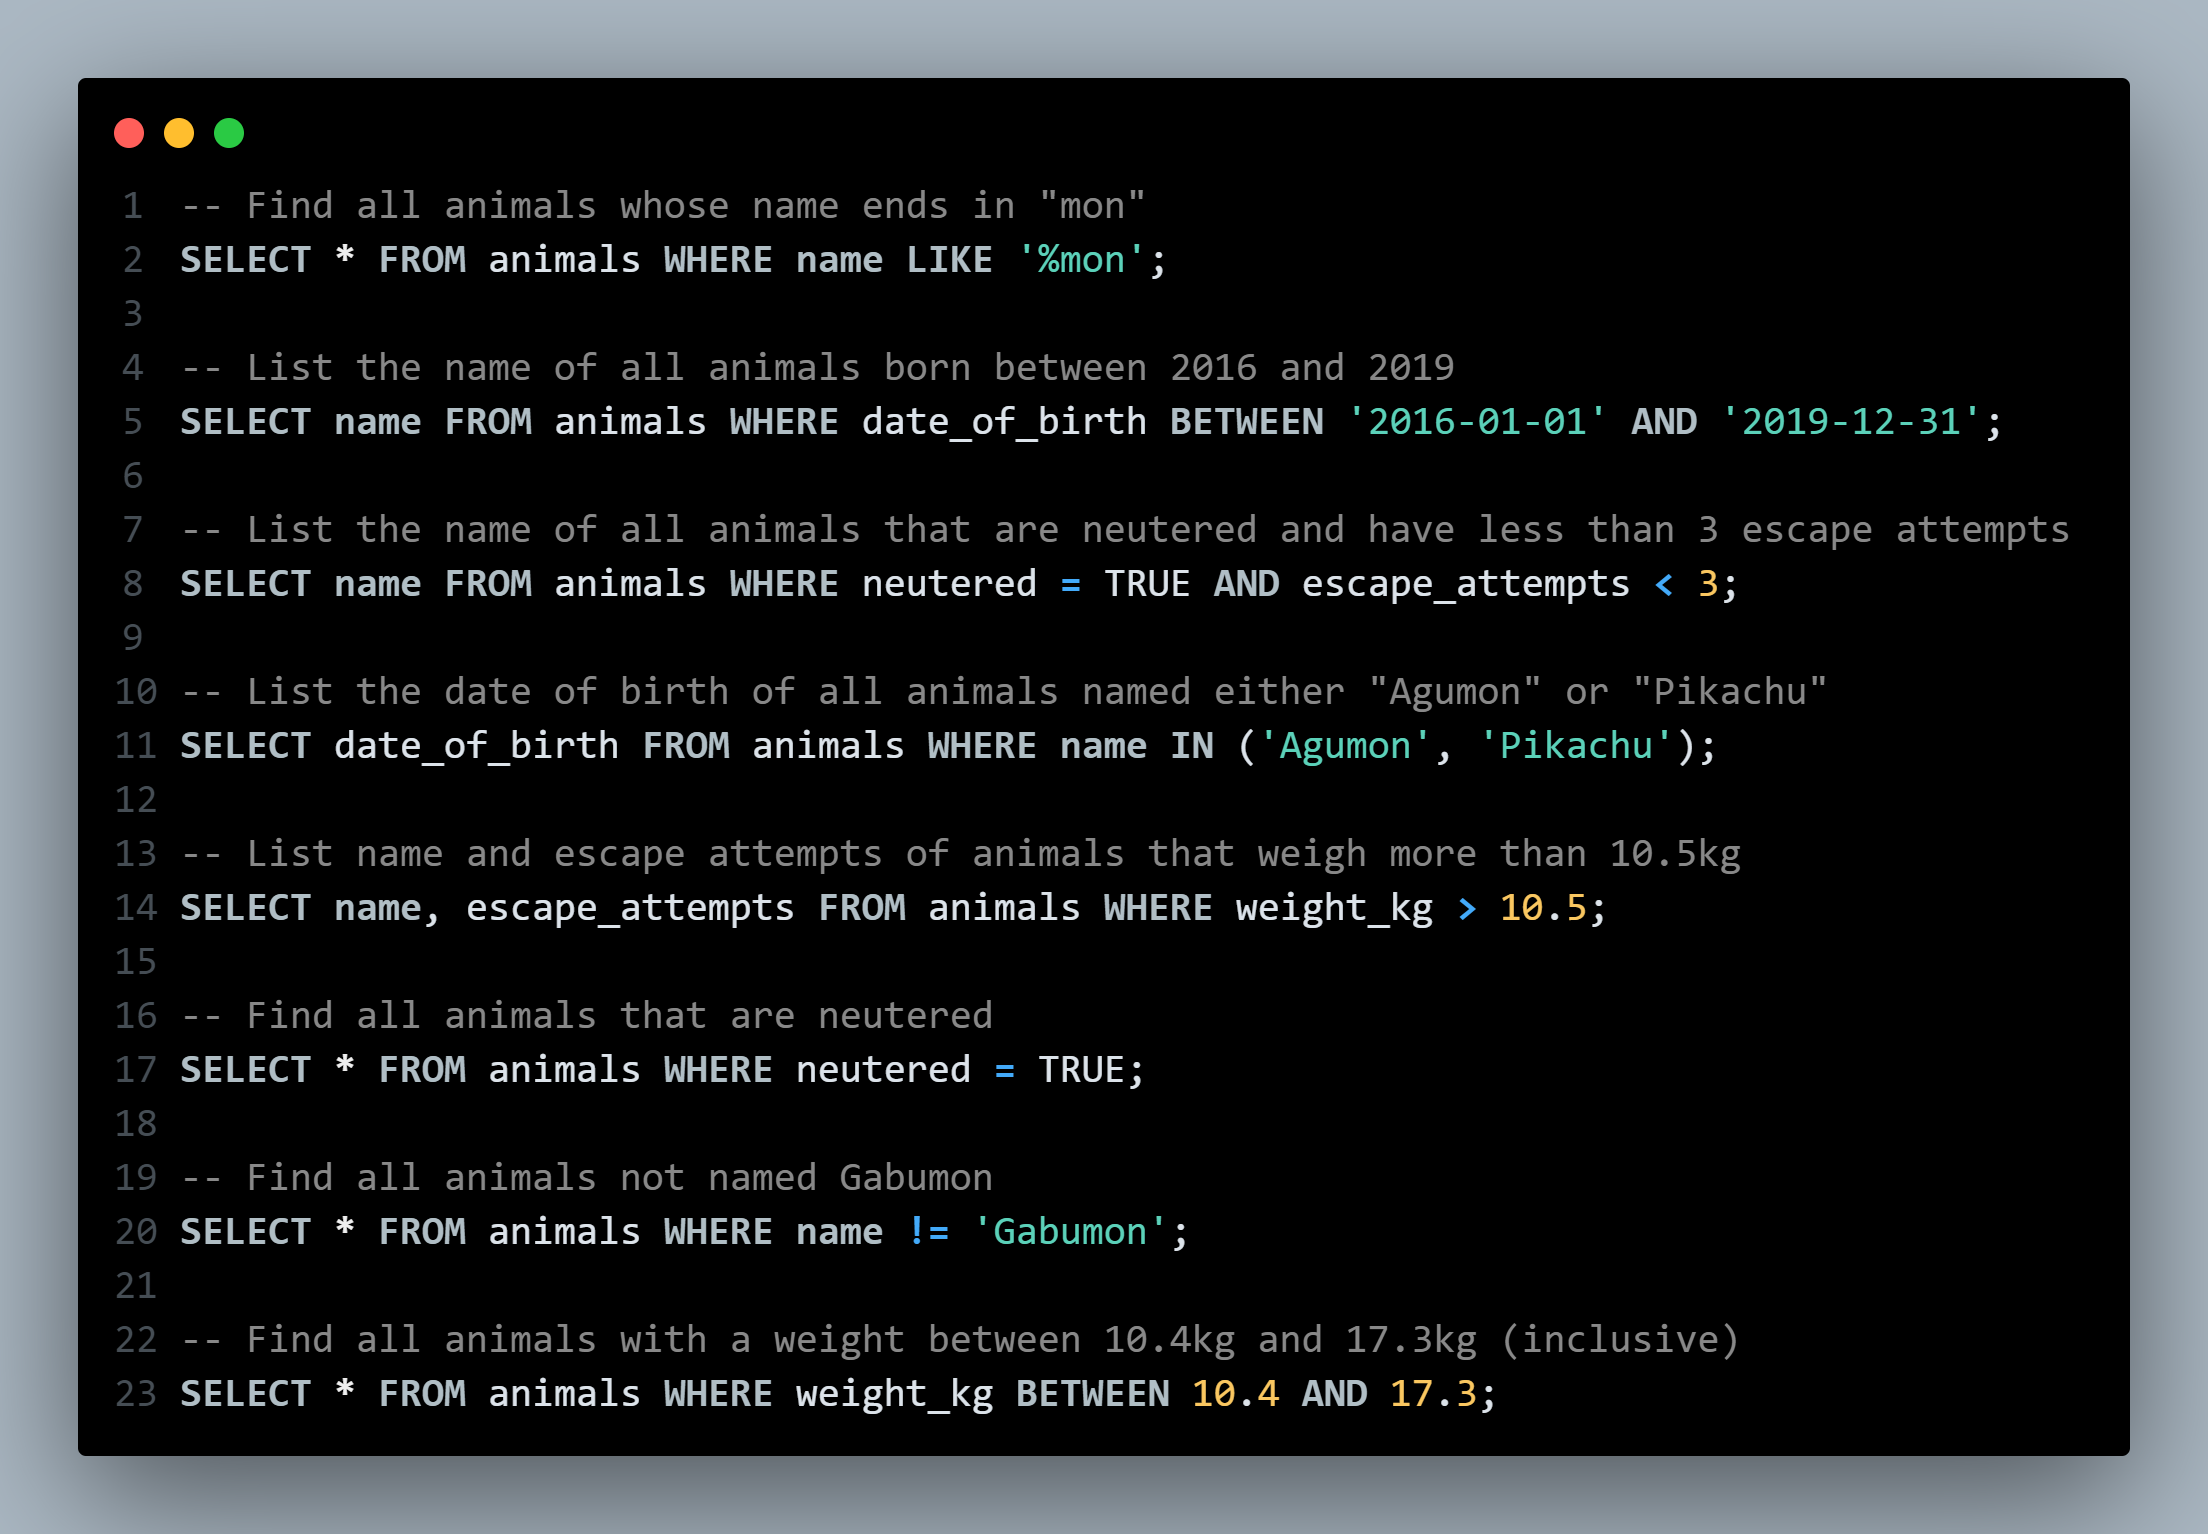 1 -- Find all animals whose name ends in "mon"
2 SELECT * FROM animals WHERE name LIKE '%mon';
3
4 -- List the name of all animals born between 2016 and 2019
5 SELECT name FROM animals WHERE date_of_birth BETWEEN '2016-01-01' AND '2019-12-31';
6
7 -- List the name of all animals that are neutered and have less than 3 escape attempts
8 SELECT name FROM animals WHERE neutered = TRUE AND escape_attempts < 3;
9
10 -- List the date of birth of all animals named either "Agumon" or "Pikachu"
11 SELECT date_of_birth FROM animals WHERE name IN ('Agumon', 'Pikachu');
12
13 -- List name and escape attempts of animals that weigh more than 10.5kg
14 SELECT name, escape_attempts FROM animals WHERE weight_kg > 10.5;
15
16 -- Find all animals that are neutered
17 SELECT * FROM animals WHERE neutered = TRUE;
18
19 -- Find all animals not named Gabumon
20 SELECT * FROM animals WHERE name != 'Gabumon';
21
22 -- Find all animals with a weight between 10.4kg and 17.3kg (inclusive)
23 SELECT * FROM animals WHERE weight_kg BETWEEN 10.4 AND 17.3;